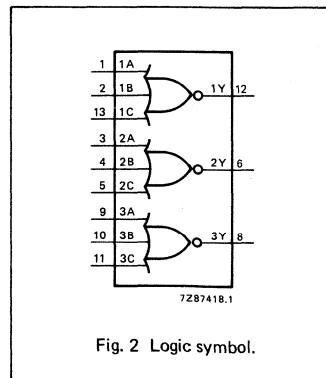 1 1A
2 1B 1Y 12
13 1C
3 2A
4 2B 2Y 6
5 2C
9 3A
10 3B 3Y 8
11 3C
7Z87418.1
Fig. 2 Logic symbol.